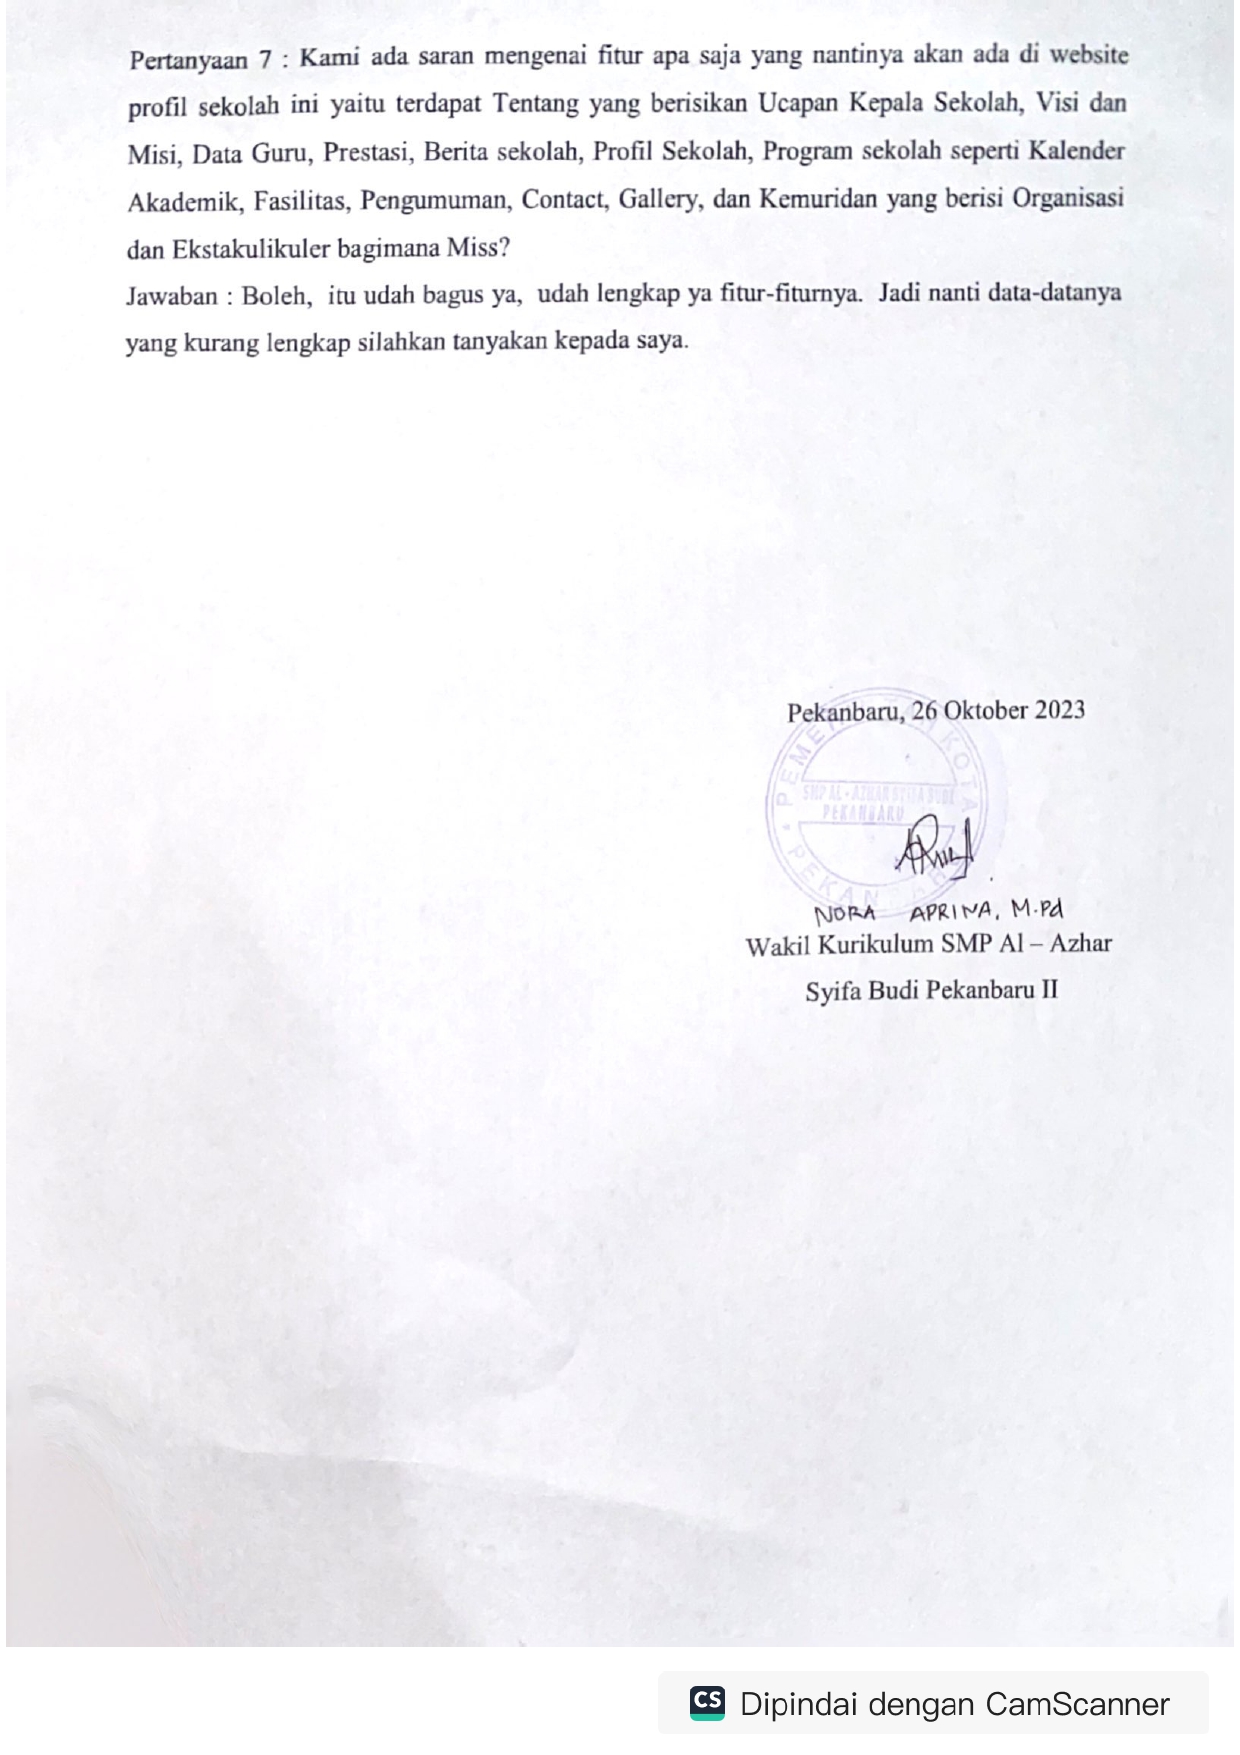 Pertanyaan 7 : Kami ada saran mengenai fitur apa saja yang nantinya akan ada di website
profil sekolah ini yaitu terdapat Tentang yang berisikan Ucapan Kepala Sekolah, Visi dan
Misi, Data Guru, Prestasi, Berita sekolah, Profil Sekolah, Program sekolah seperti Kalender
Akademik, Fasilitas, Pengumuman, Contact, Gallery, dan Kemuridan yang berisi Organisasi
dan Ekstakulikuler bagimana Miss?
Jawaban : Boleh, itu udah bagus ya, udah lengkap ya fitur-fiturnya. Jadi nanti data-datanya
yang kurang lengkap silahkan tanyakan kepada saya.
Pekanbaru, 26 Oktober 2023
KOTA
SMP AL - AZHAR SYIFA BUDI
PEKANBARU
NORA APRINA, M.Pd
Wakil Kurikulum SMP Al – Azhar
Syifa Budi Pekanbaru II
CS Dipindai dengan CamScanner